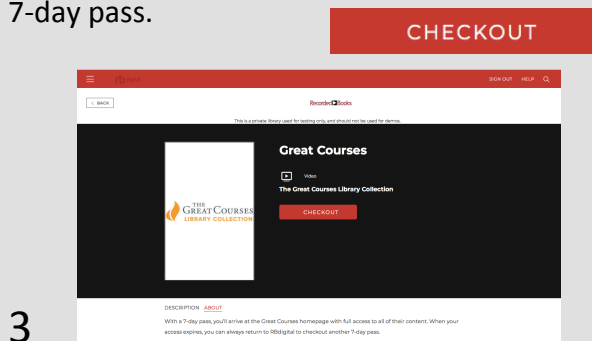 7-day pass.
CHECKOUT
SIGN OUT HELP
< BACK
Recorded Books
This is a private library used for testing only, and should not be used for demos.
Great Courses
Video
The Great Courses Library Collection
CHECKOUT
THE
GREAT COURSES
LIBRARY COLLECTION
DESCRIPTION ABOUT
With a 7-day pass, you'll arrive at the Great Courses homepage with full access to all of their content. When your
access expires, you can always return to RBdigital to checkout another 7-day pass.
3